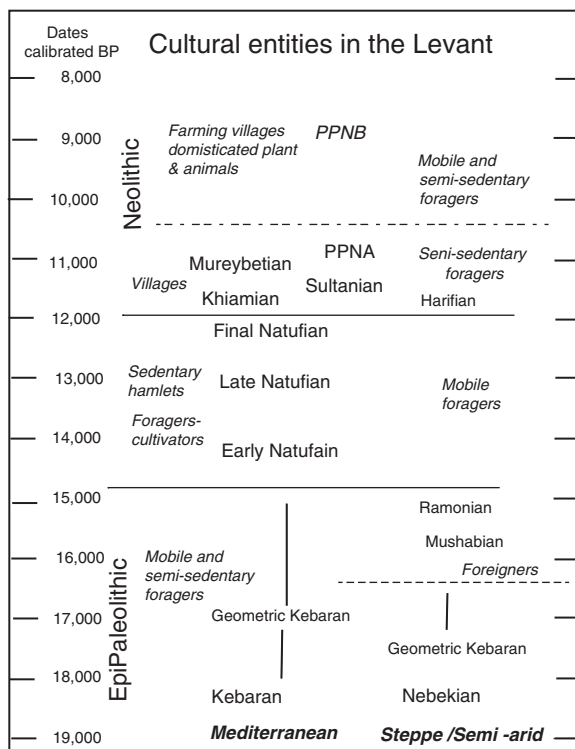 Dates
calibrated BP
Cultural entities in the Levant
8,000
9,000
10,000
11,000
12,000
13,000
14,000
15,000
16,000
17,000
18,000
19,000
Neolithic
EpiPaleolithic
Farming villages
domisticated plant
& animals
PPNB
Mobile and
semi-sedentary
foragers
Mureybetian
PPNA
Seni-sedentary
foragers
Villages
Khiamian
Sultanian
Harifian
Final Natufian
Sedentary
hamlets
Late Natufian
Mobile
foragers
Foragers-
cultivators
Early Natufain
Ramonian
Mushabian
Mobile and
semi-sedentary
foragers
Foreigners
Geometric Kebaran
Geometric Kebaran
Kebaran
Nebekian
Mediterranean
Steppe /Semi -arid